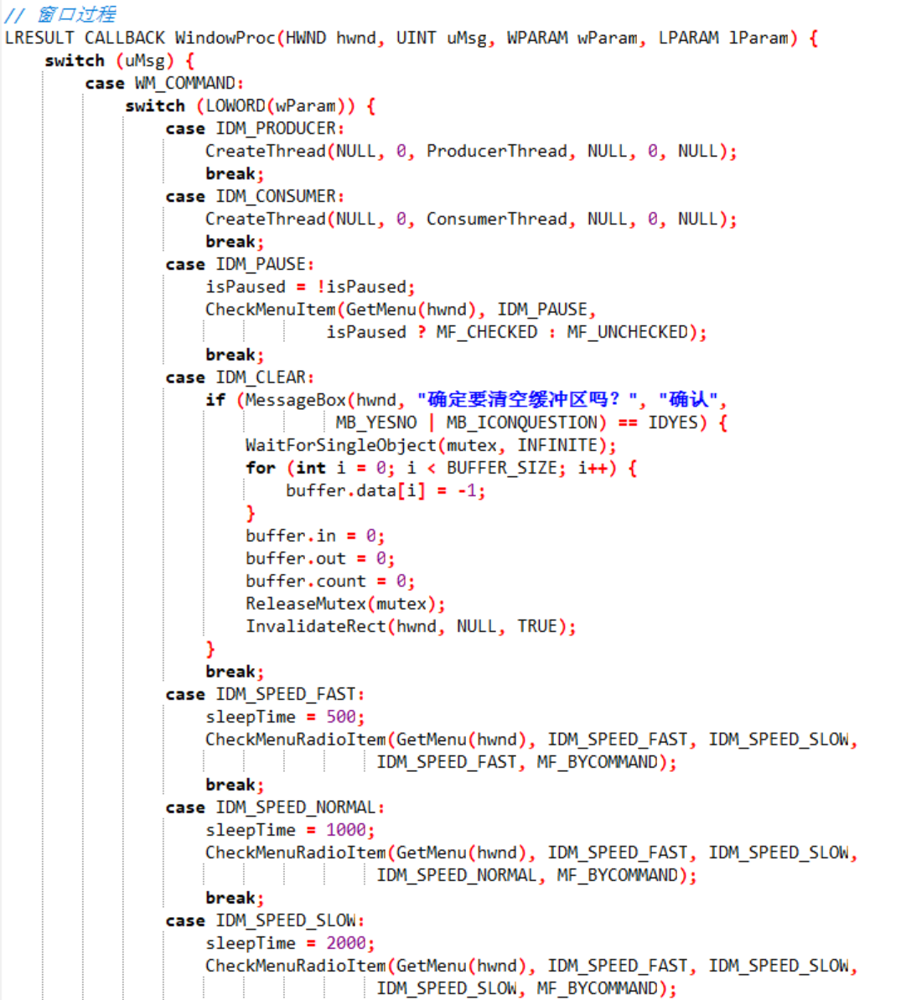 // 窗口过程
LRESULT CALLBACK WindowProc(HWND hwnd, UINT uMsg, WPARAM wParam, LPARAM lParam) {
switch (uMsg) {
case WM_COMMAND:
switch (LOWORD(wParam)) {
case IDM_PRODUCER:
CreateThread(NULL, 0, ProducerThread, NULL, 0, NULL);
break;
case IDM_CONSUMER:
CreateThread(NULL, 0, ConsumerThread, NULL, 0, NULL);
break;
case IDM_PAUSE:
isPaused = !isPaused;
CheckMenuItem(GetMenu(hwnd), IDM_PAUSE,
isPaused ? MF_CHECKED : MF_UNCHECKED);
break;
case IDM_CLEAR:
if (MessageBox(hwnd, "确定要清空缓冲区吗？", "确认",
MB_YESNO | MB_ICONQUESTION) == IDYES) {
WaitForSingleObject(mutex, INFINITE);
for (int i = 0; i < BUFFER_SIZE; i++) {
buffer.data[i] = -1;
}
buffer.in = 0;
buffer.out = 0;
buffer.count = 0;
ReleaseMutex(mutex);
InvalidateRect(hwnd, NULL, TRUE);
}
break;
case IDM_SPEED_FAST:
sleepTime = 500;
CheckMenuRadioItem(GetMenu(hwnd), IDM_SPEED_FAST, IDM_SPEED_SLOW,
IDM_SPEED_FAST, MF_BYCOMMAND);
break;
case IDM_SPEED_NORMAL:
sleepTime = 1000;
CheckMenuRadioItem(GetMenu(hwnd), IDM_SPEED_FAST, IDM_SPEED_SLOW,
IDM_SPEED_NORMAL, MF_BYCOMMAND);
break;
case IDM_SPEED_SLOW:
sleepTime = 2000;
CheckMenuRadioItem(GetMenu(hwnd), IDM_SPEED_FAST, IDM_SPEED_SLOW,
IDM_SPEED_SLOW, MF_BYCOMMAND);